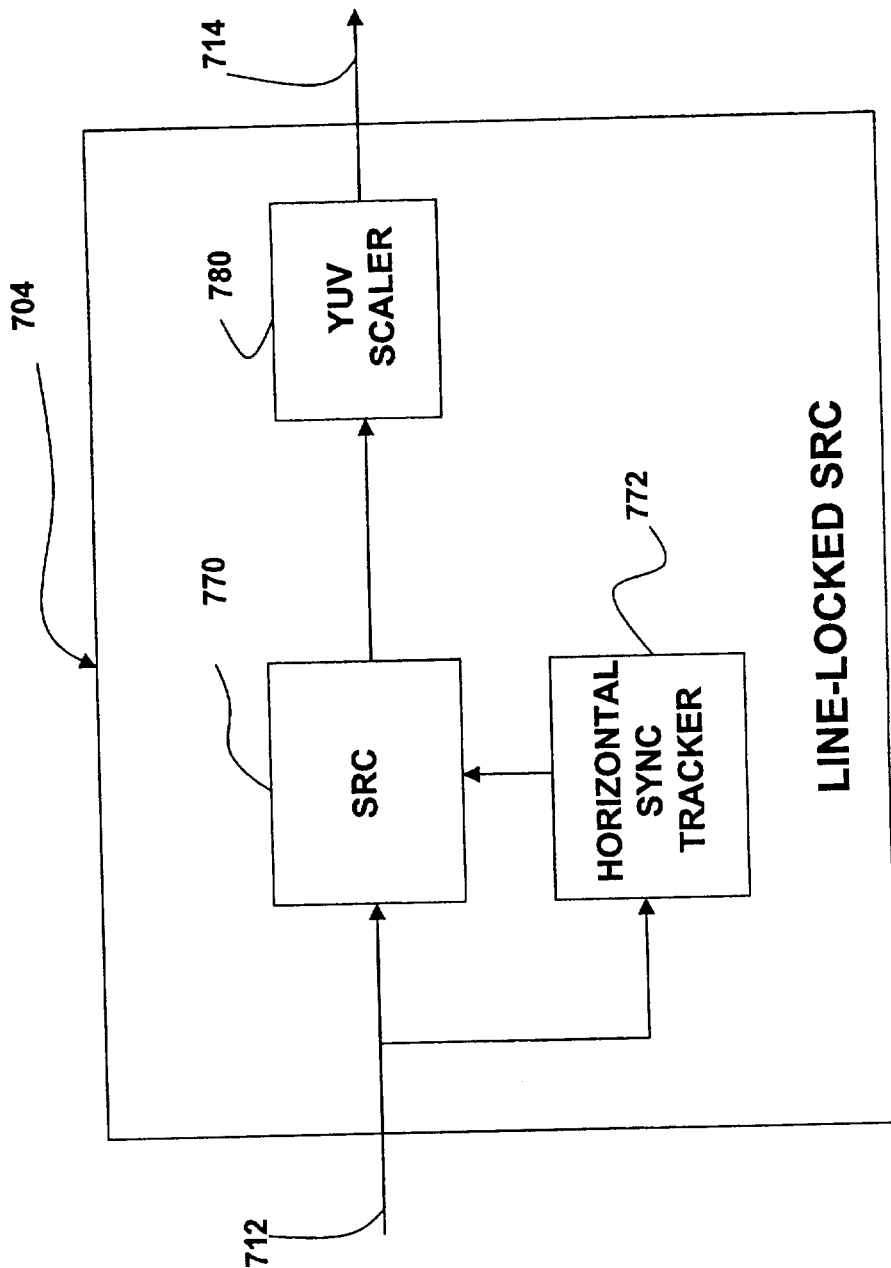 704
714
780
YUV
SCALER
770
SRC
772
HORIZONTAL
SYNC
TRACKER
712
LINE-LOCKED SRC